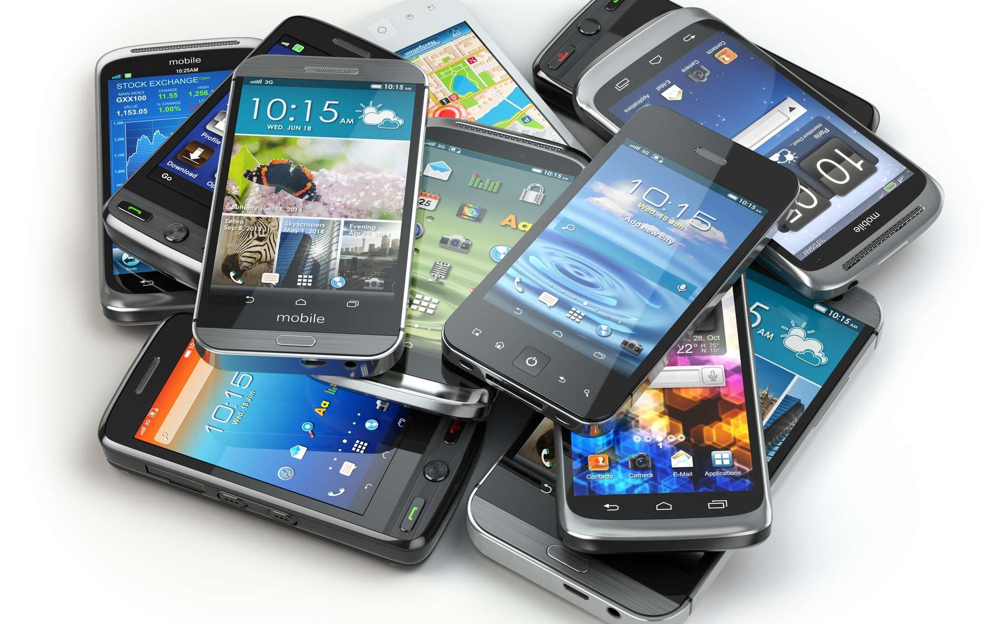 mobile
10:25AM
STOCK EXCHANGE Open
MAIN INDEX
GXX100
CHANGE
11.55
HIGH
1,256.
VALUE
1,153.05
% CHANGE
1.00%
1,300
1,200
1,100
1,000
Trade
Profile
Download
Go
3G 10:15 AM
10:15 AM
WED, JUN 18
Butterfly Jun 15, 2014
Zebra
Sep 8, 2013
Skyscrapers
May 1, 2014
Evening
Apr 29, 2014
mobile
Navigation
P
3G 10:15 AM
25
Aa
3G 10:15 AM
10:15
Wed, 18 Jun
Add new city
Contacts
Camera
E-Mail
Applications
Paris
Intermittent Cloud
10
05
mobile
10:05AM
3G
10:15
Wed, 18 Jun
Aa
28, Oct
22° H: 25°
N: 15°
1
Contacts
Camera
E-Mail
Applications
10:15 AM
5 AM